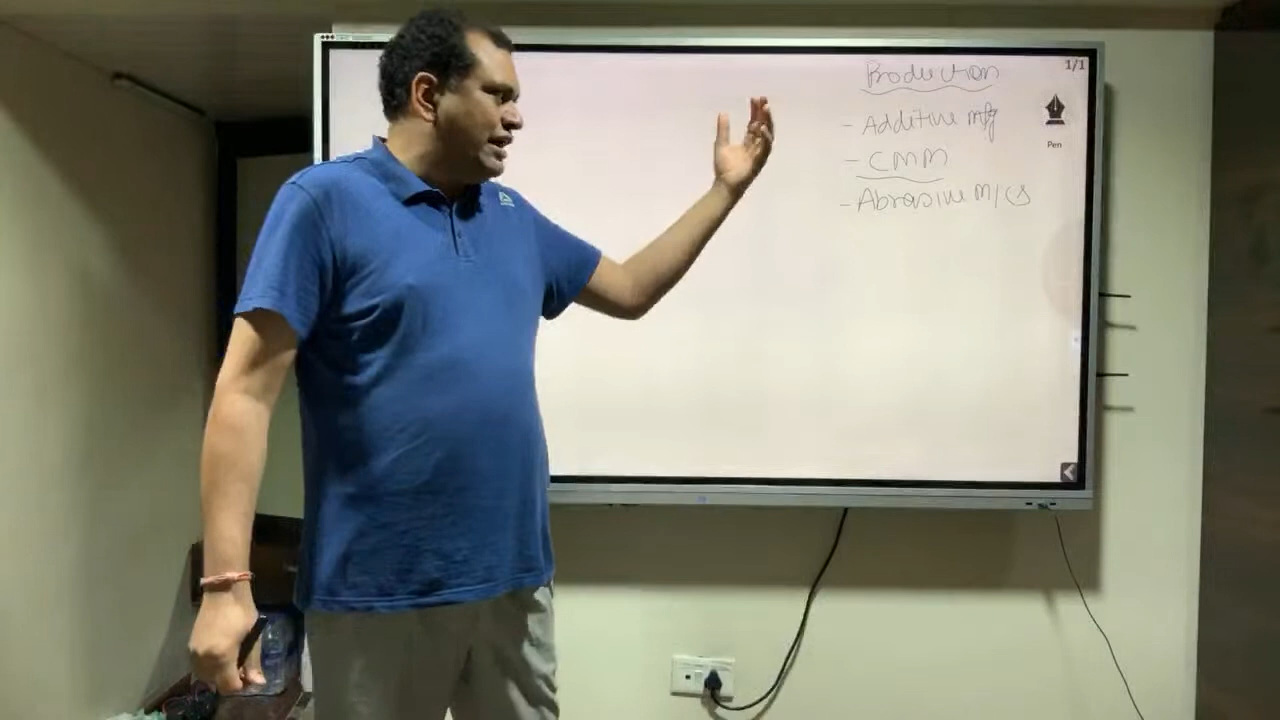 Production
1/1
- Additive mfg
Pen
- CMM
- Abrasive M/Cs